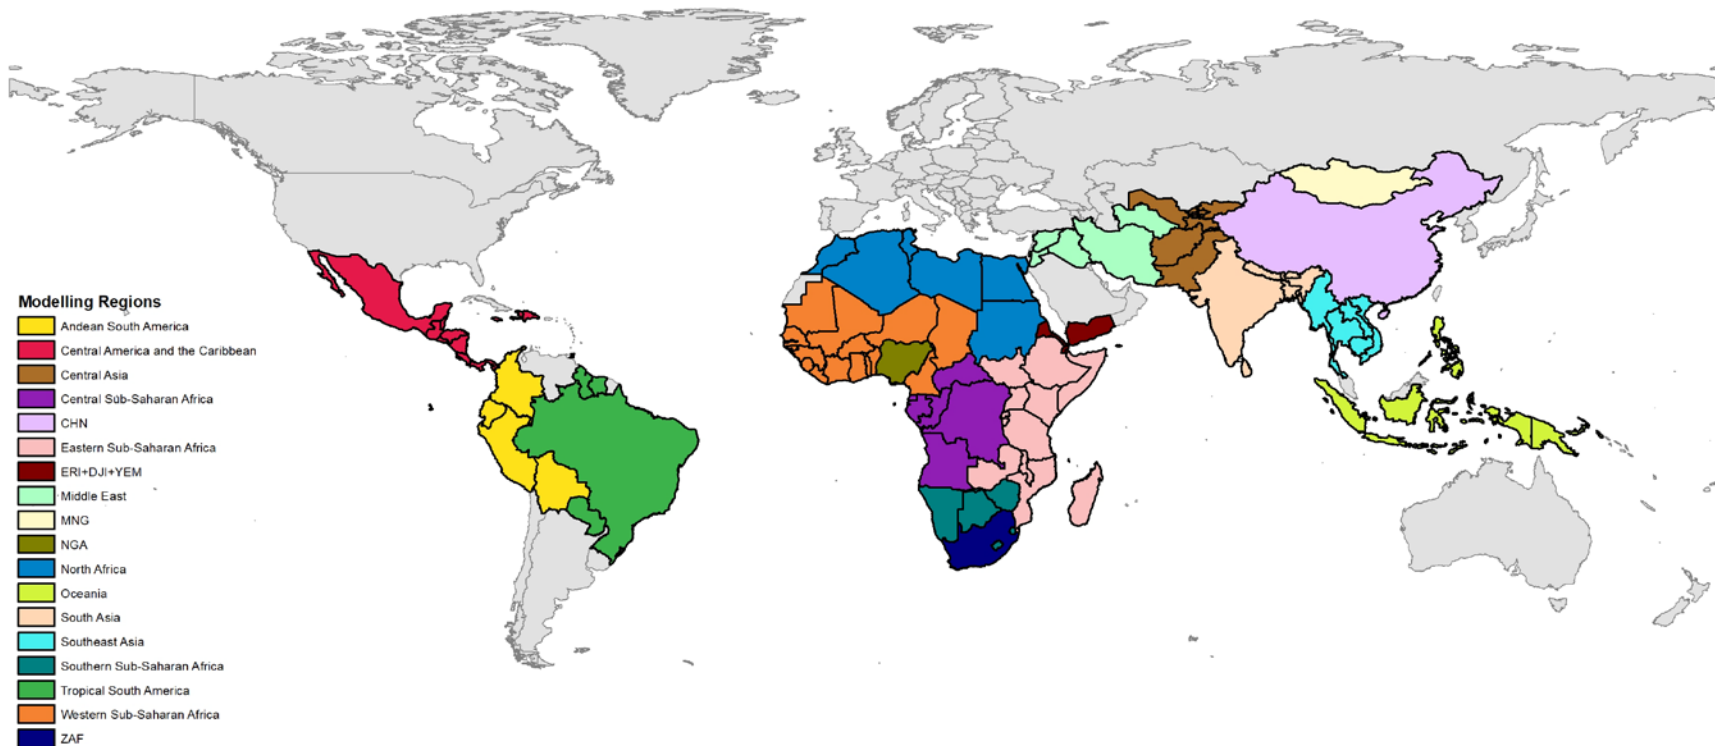 Modelling Regions
Andean South America
Central America and the Caribbean
Central Asia
Central Sub-Saharan Africa
CHN
Eastern Sub-Saharan Africa
ERI+DJI+YEM
Middle East
MNG
NGA
North Africa
Oceania
South Asia
Southeast Asia
Southern Sub-Saharan Africa
Tropical South America
Western Sub-Saharan Africa
ZAF